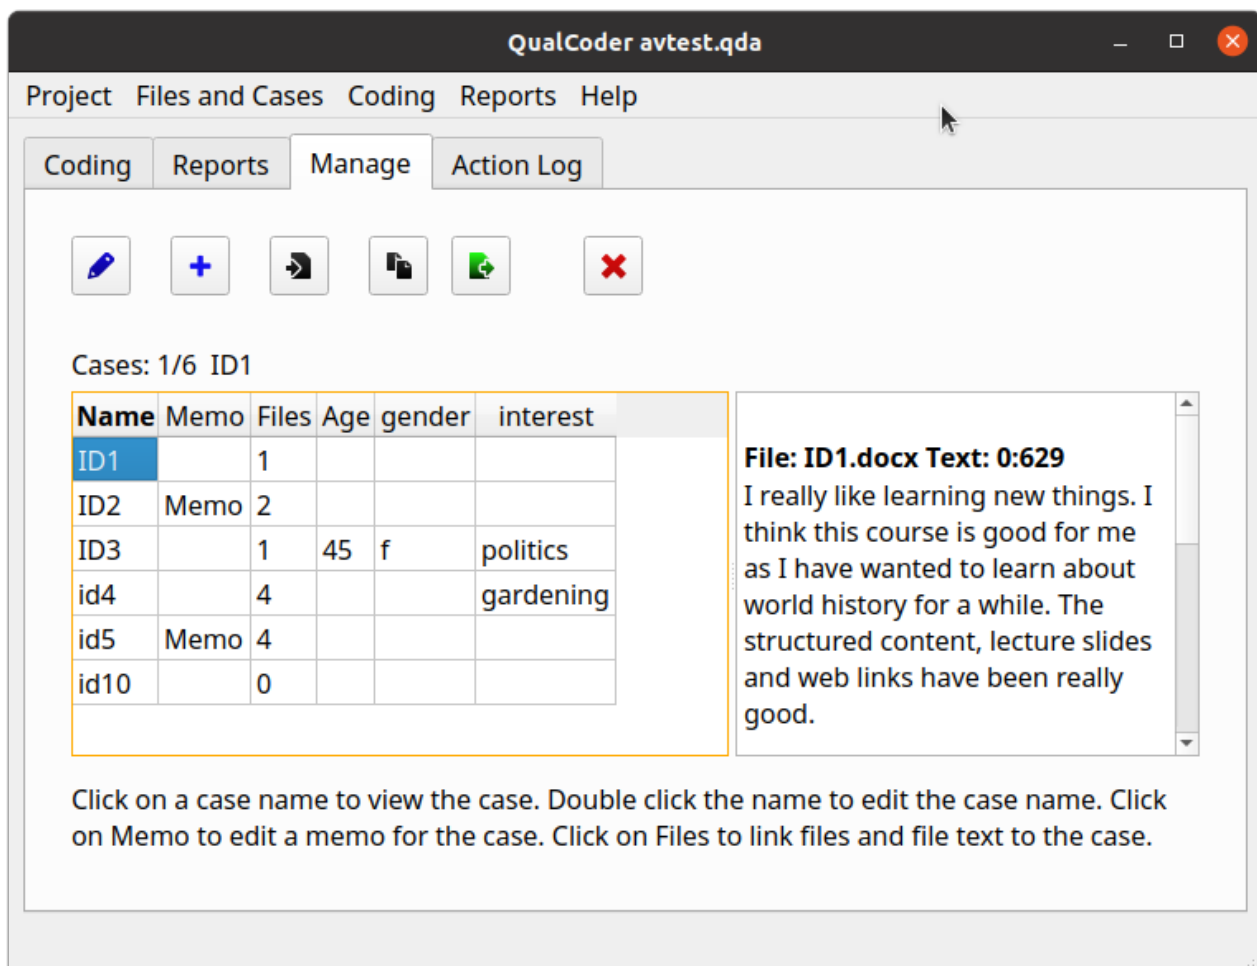 QualCoder avtest.qda
Project Files and Cases Coding Reports Help
Coding Reports Manage Action Log
Cases: 1/6 ID1
Name Memo Files Age gender interest
ID1 1
ID2 Memo 2
ID3 1 45 f politics
id4 4 gardening
id5 Memo 4
id10 0
File: ID1.docx Text: 0:629
I really like learning new things. I
think this course is good for me
as I have wanted to learn about
world history for a while. The
structured content, lecture slides
and web links have been really
good.
Click on a case name to view the case. Double click the name to edit the case name. Click
on Memo to edit a memo for the case. Click on Files to link files and file text to the case.